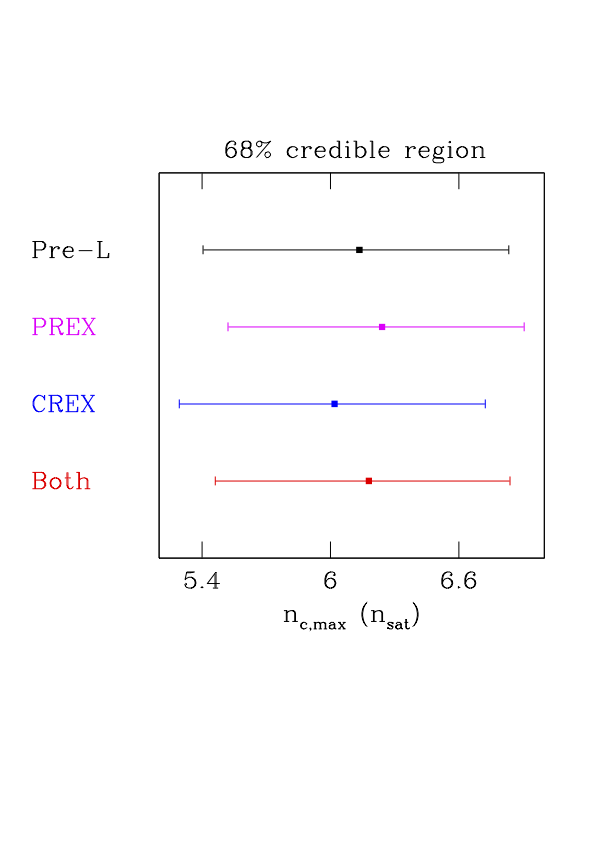 68% credible region
Pre-L
PREX
CREX
Both
5.4 6 6.6
n_c,max (n_sat)